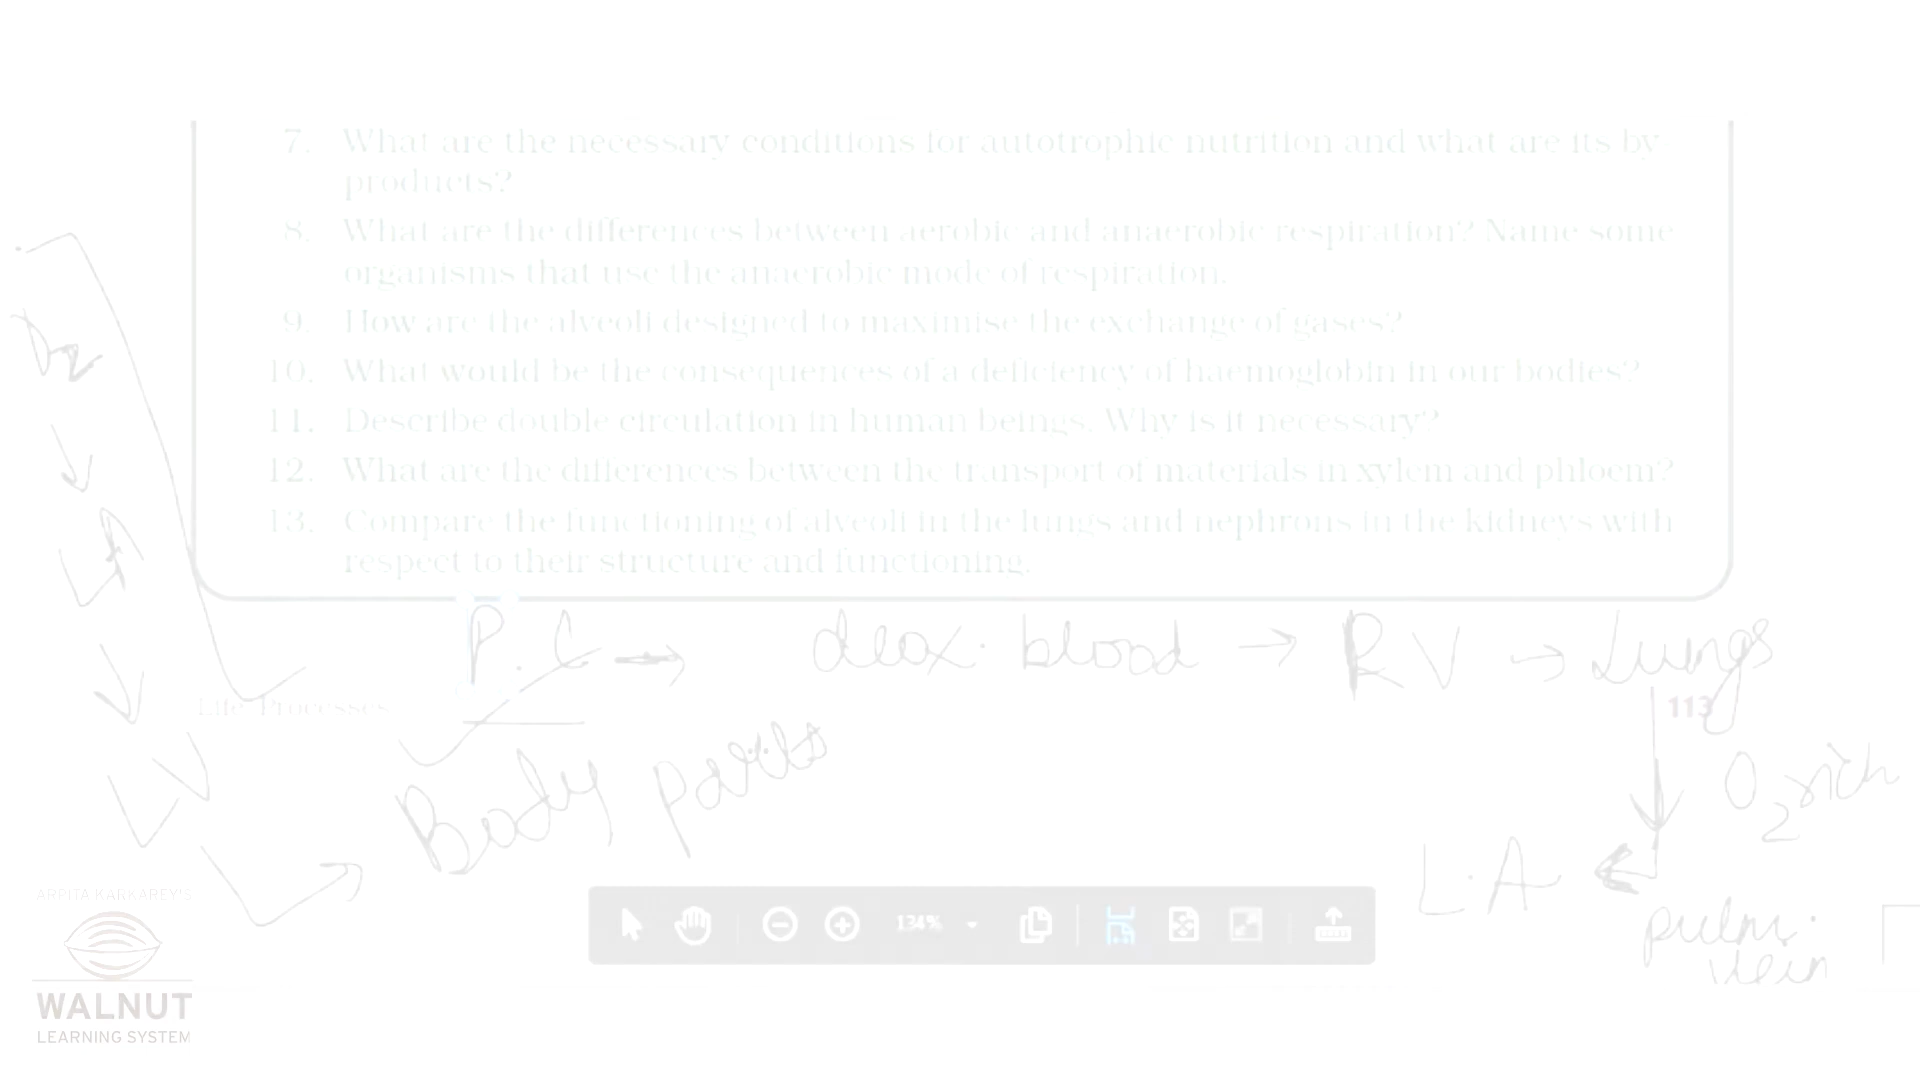 7. What are the necessary conditions for autotrophic nutrition and what are its by-
products?
8. What are the differences between aerobic and anaerobic respiration? Name some
organisms that use the anaerobic mode of respiration.
9. How are the alveoli designed to maximise the exchange of gases?
10. What would be the consequences of a deficiency of haemoglobin in our bodies?
11. Describe double circulation in human beings. Why is it necessary?
12. What are the differences between the transport of materials in xylem and phloem?
13. Compare the functioning of alveoli in the lungs and nephrons in the kidneys with
respect to their structure and functioning.
P.C → deox. blood → RV → Lungs
Life Processes
113
O2 rich
L.A
pulm.
vein
LA
LV
Body parts
134%
ARPITA KARKAREY'S
WALNUT
LEARNING SYSTEM